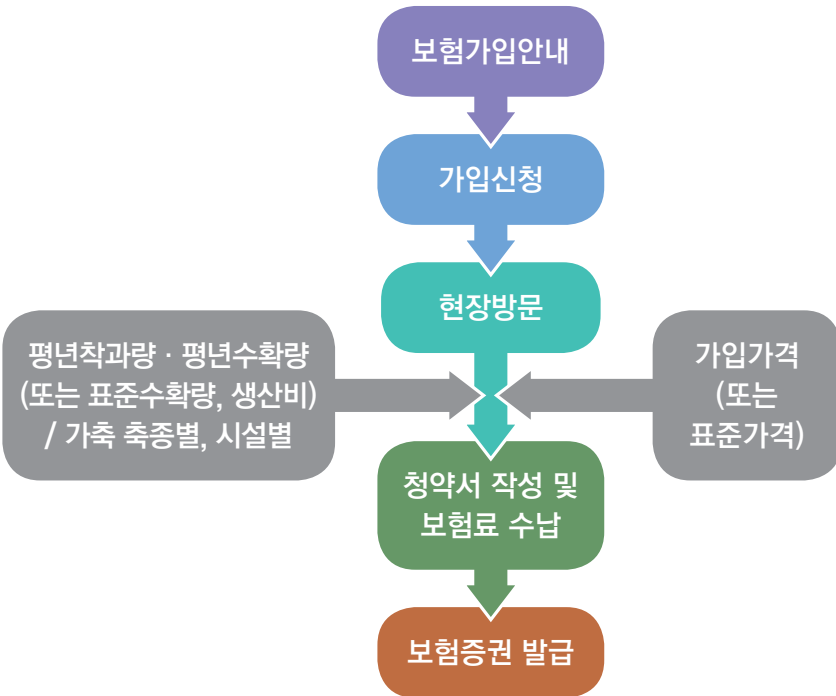 보험가입안내
가입신청
현장방문
평년착과량 · 평년수확량
(또는 표준수확량, 생산비)
/ 가축 축종별, 시설별
가입가격
(또는
표준가격)
청약서 작성 및
보험료 수납
보험증권 발급